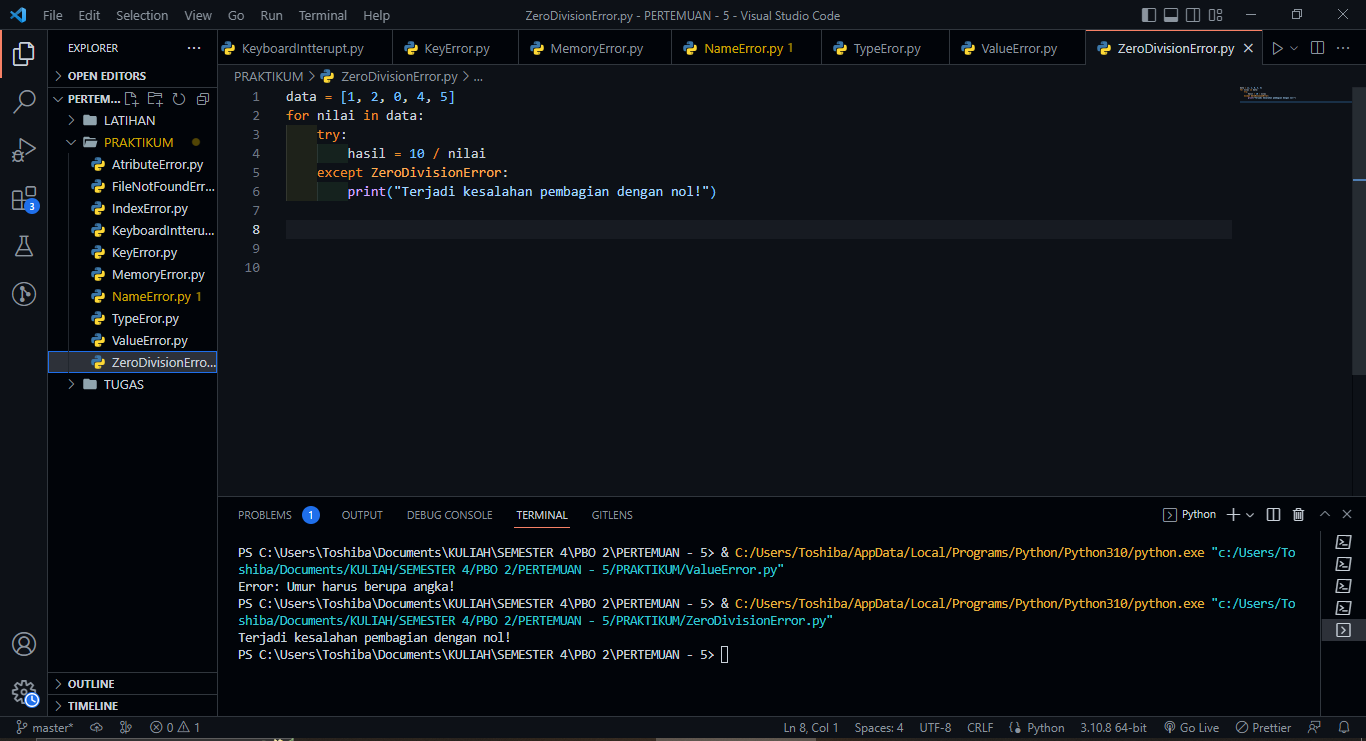 File Edit Selection View Go Run Terminal Help
ZeroDivisionError.py - PERTEMUAN - 5 - Visual Studio Code
EXPLORER
OPEN EDITORS
PERTEM...
LATIHAN
PRAKTIKUM
AtributeError.py
FileNotFoundErr...
IndexError.py
KeyboardInterru...
KeyError.py
MemoryError.py
NameError.py 1
TypeEror.py
ValueError.py
ZeroDivisionErro...
TUGAS
OUTLINE
TIMELINE
3
KeyboardIntterupt.py KeyError.py MemoryError.py NameError.py 1 TypeEror.py ValueError.py ZeroDivisionError.py
PRAKTIKUM > ZeroDivisionError.py > ...
1 data = [1, 2, 0, 4, 5]
2 for nilai in data:
3 try:
4 hasil = 10 / nilai
5 except ZeroDivisionError:
6 print("Terjadi kesalahan pembagian dengan nol!")
7
8
9
10
PROBLEMS 1 OUTPUT DEBUG CONSOLE TERMINAL GITLENS
Python
PS C:\Users\Toshiba\Documents\KULIAH\SEMESTER 4\PBO 2\PERTEMUAN - 5> & C:/Users/Toshiba/AppData/Local/Programs/Python/Python310/python.exe "c:/Users/To
shiba/Documents/KULIAH/SEMESTER 4/PBO 2/PERTEMUAN - 5/PRAKTIKUM/ValueError.py"
Error: Umur harus berupa angka!
PS C:\Users\Toshiba\Documents\KULIAH\SEMESTER 4\PBO 2\PERTEMUAN - 5> & C:/Users/Toshiba/AppData/Local/Programs/Python/Python310/python.exe "c:/Users/To
shiba/Documents/KULIAH/SEMESTER 4/PBO 2/PERTEMUAN - 5/PRAKTIKUM/ZeroDivisionError.py"
Terjadi kesalahan pembagian dengan nol!
PS C:\Users\Toshiba\Documents\KULIAH\SEMESTER 4\PBO 2\PERTEMUAN - 5>
master* 0 1 Ln 8, Col 1 Spaces: 4 UTF-8 CRLF Python 3.10.8 64-bit Go Live Prettier